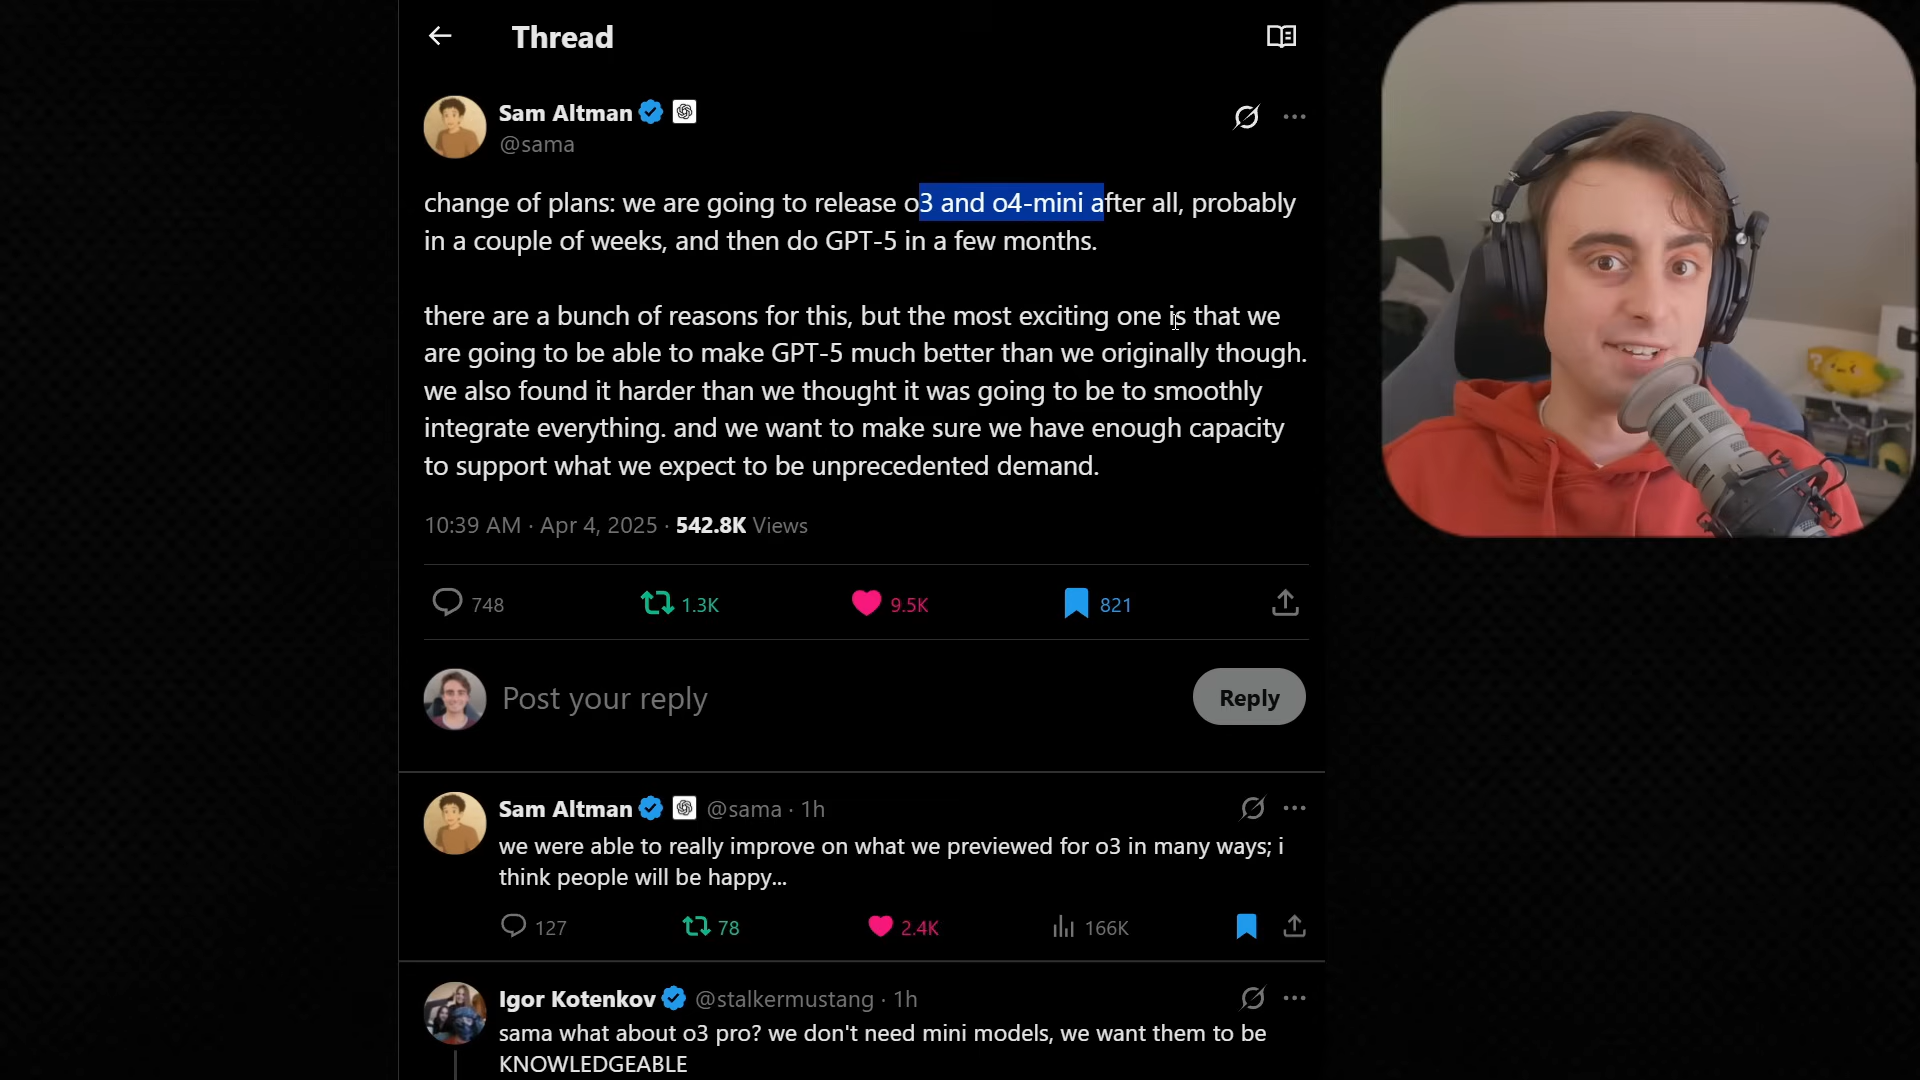 Thread
Sam Altman
@sama
change of plans: we are going to release o3 and o4-mini after all, probably
in a couple of weeks, and then do GPT-5 in a few months.
there are a bunch of reasons for this, but the most exciting one is that we
are going to be able to make GPT-5 much better than we originally though.
we also found it harder than we thought it was going to be to smoothly
integrate everything. and we want to make sure we have enough capacity
to support what we expect to be unprecedented demand.
10:39 AM · Apr 4, 2025 · 542.8K Views
748 1.3K 9.5K 821
Post your reply
Reply
Sam Altman @sama · 1h
we were able to really improve on what we previewed for o3 in many ways; i
think people will be happy...
127 78 2.4K 166K
Igor Kotenkov @stalkermustang · 1h
sama what about o3 pro? we don't need mini models, we want them to be
KNOWLEDGEABLE